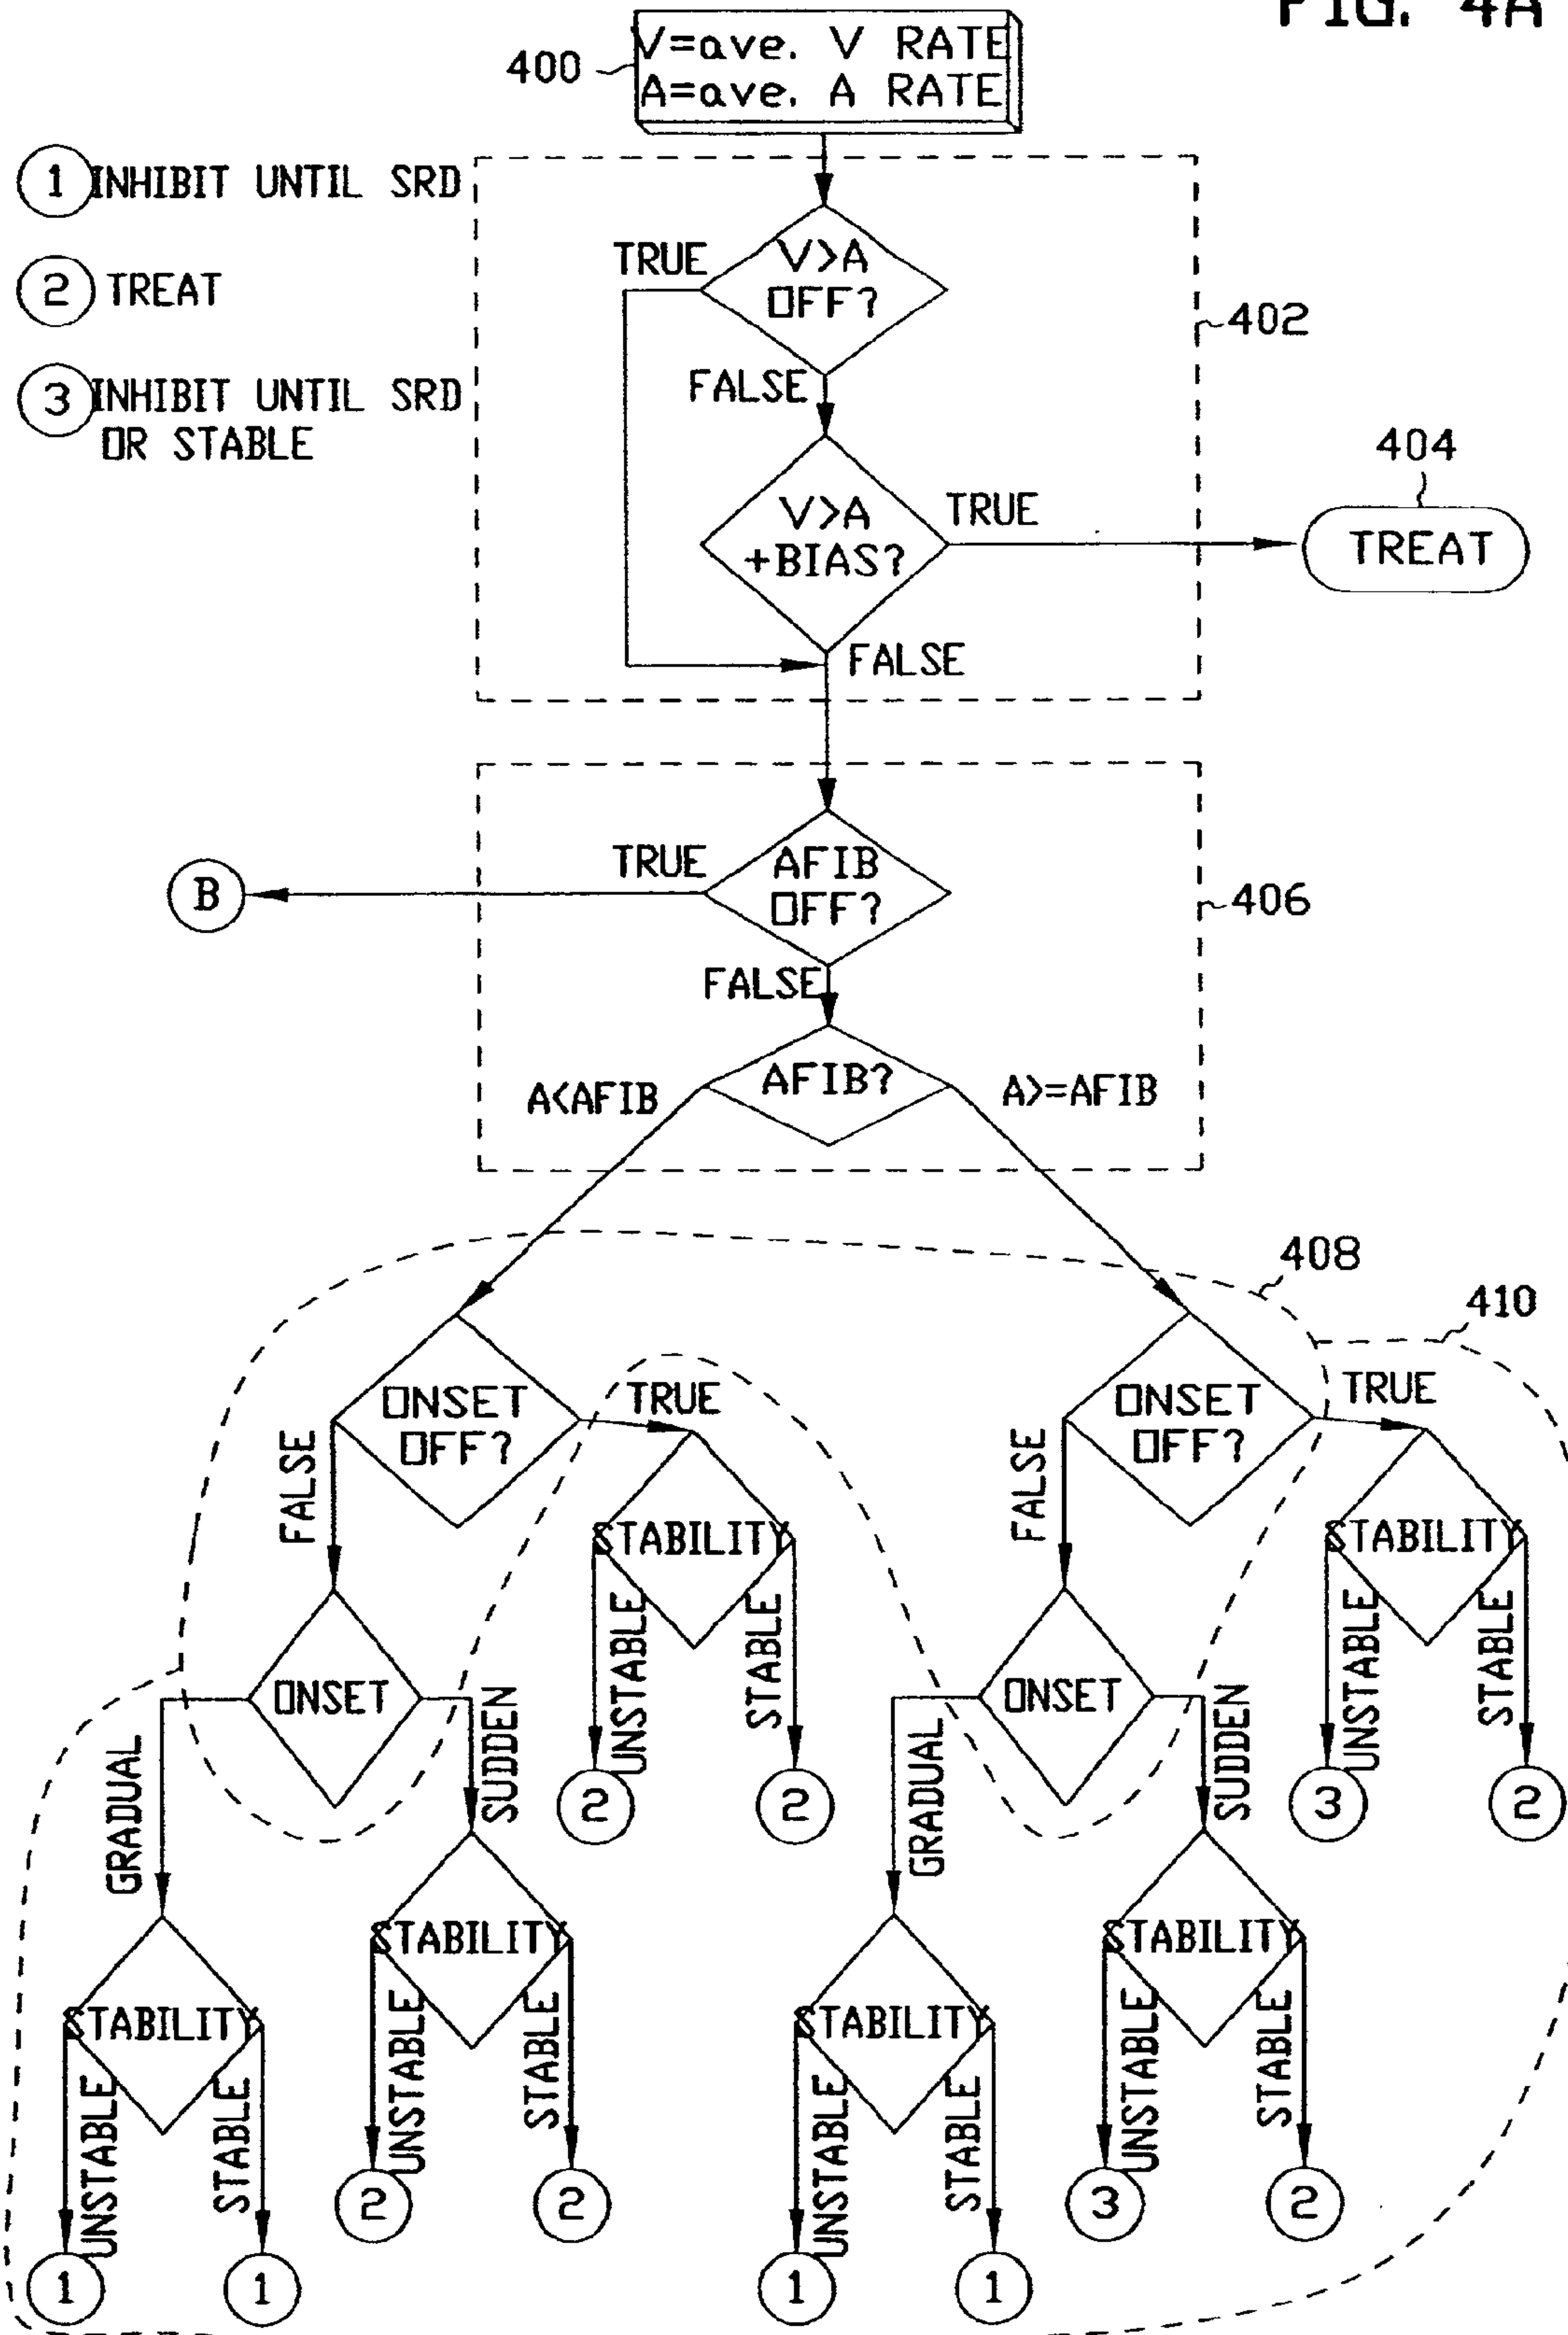 FIG. 4A
400
V=ave. V RATE
A=ave. A RATE
1 INHIBIT UNTIL SRD
2 TREAT
3 INHIBIT UNTIL SRD
OR STABLE
V>A
OFF?
TRUE
FALSE
402
V>A
+BIAS?
TRUE
FALSE
404
TREAT
AFIB
OFF?
TRUE
B
FALSE
406
AFIB?
A<AFIB
A>=AFIB
408
410
ONSET
OFF?
TRUE
FALSE
STABILITY
UNSTABLE
STABLE
2
2
ONSET
GRADUAL
SUDDEN
STABILITY
UNSTABLE
STABLE
2
2
STABILITY
UNSTABLE
STABLE
1
1
ONSET
OFF?
TRUE
FALSE
STABILITY
UNSTABLE
STABLE
3
2
ONSET
GRADUAL
SUDDEN
STABILITY
UNSTABLE
STABLE
3
2
STABILITY
UNSTABLE
STABLE
1
1